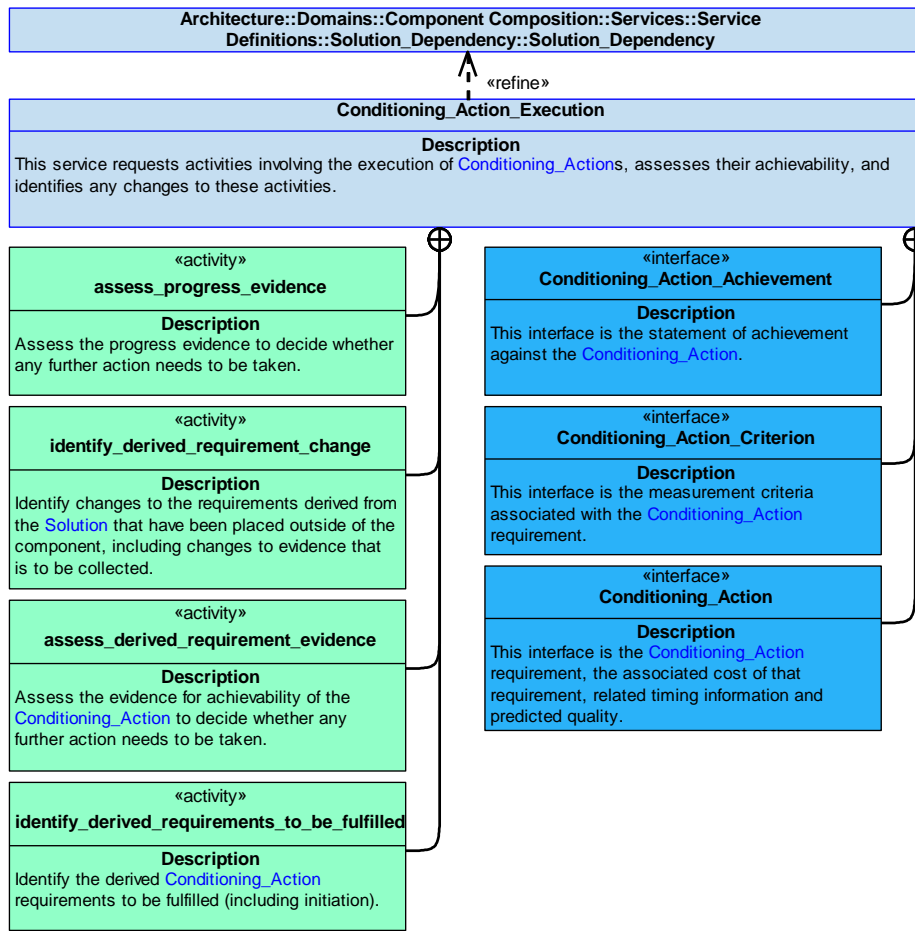 Architecture::Domains::Component Composition::Services::Service
Definitions::Solution_Dependency::Solution_Dependency
«refine»
Conditioning_Action_Execution
Description
This service requests activities involving the execution of Conditioning_Actions, assesses their achievability, and
identifies any changes to these activities.
«activity»
assess_progress_evidence
Description
Assess the progress evidence to decide whether
any further action needs to be taken.
«activity»
identify_derived_requirement_change
Description
Identify changes to the requirements derived from
the Solution that have been placed outside of the
component, including changes to evidence that
is to be collected.
«activity»
assess_derived_requirement_evidence
Description
Assess the evidence for achievability of the
Conditioning_Action to decide whether any
further action needs to be taken.
«activity»
identify_derived_requirements_to_be_fulfilled
Description
Identify the derived Conditioning_Action
requirements to be fulfilled (including initiation).
«interface»
Conditioning_Action_Achievement
Description
This interface is the statement of achievement
against the Conditioning_Action.
«interface»
Conditioning_Action_Criterion
Description
This interface is the measurement criteria
associated with the Conditioning_Action
requirement.
«interface»
Conditioning_Action
Description
This interface is the Conditioning_Action
requirement, the associated cost of that
requirement, related timing information and
predicted quality.